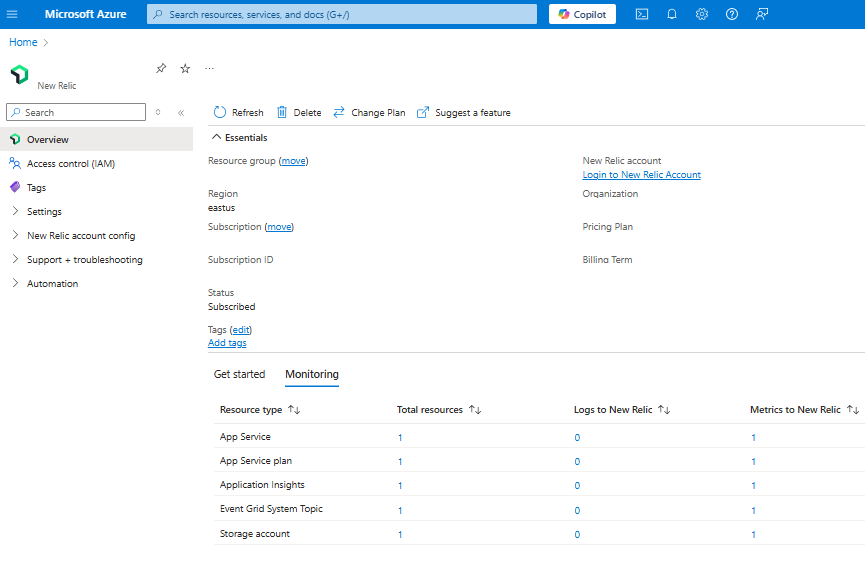 Microsoft Azure
Search resources, services, and docs (G+/)
Copilot
Home
New Relic
Search
Overview
Access control (IAM)
Tags
Settings
New Relic account config
Support + troubleshooting
Automation
Refresh
Delete
Change Plan
Suggest a feature
Essentials
Resource group (move)
Region
eastus
Subscription (move)
Subscription ID
Status
Subscribed
Tags (edit)
Add tags
New Relic account
Login to New Relic Account
Organization
Pricing Plan
Billing Term
Get started Monitoring
Resource type Total resources Logs to New Relic Metrics to New Relic
App Service 1 0 1
App Service plan 1 0 1
Application Insights 1 0 1
Event Grid System Topic 1 0 1
Storage account 1 0 1